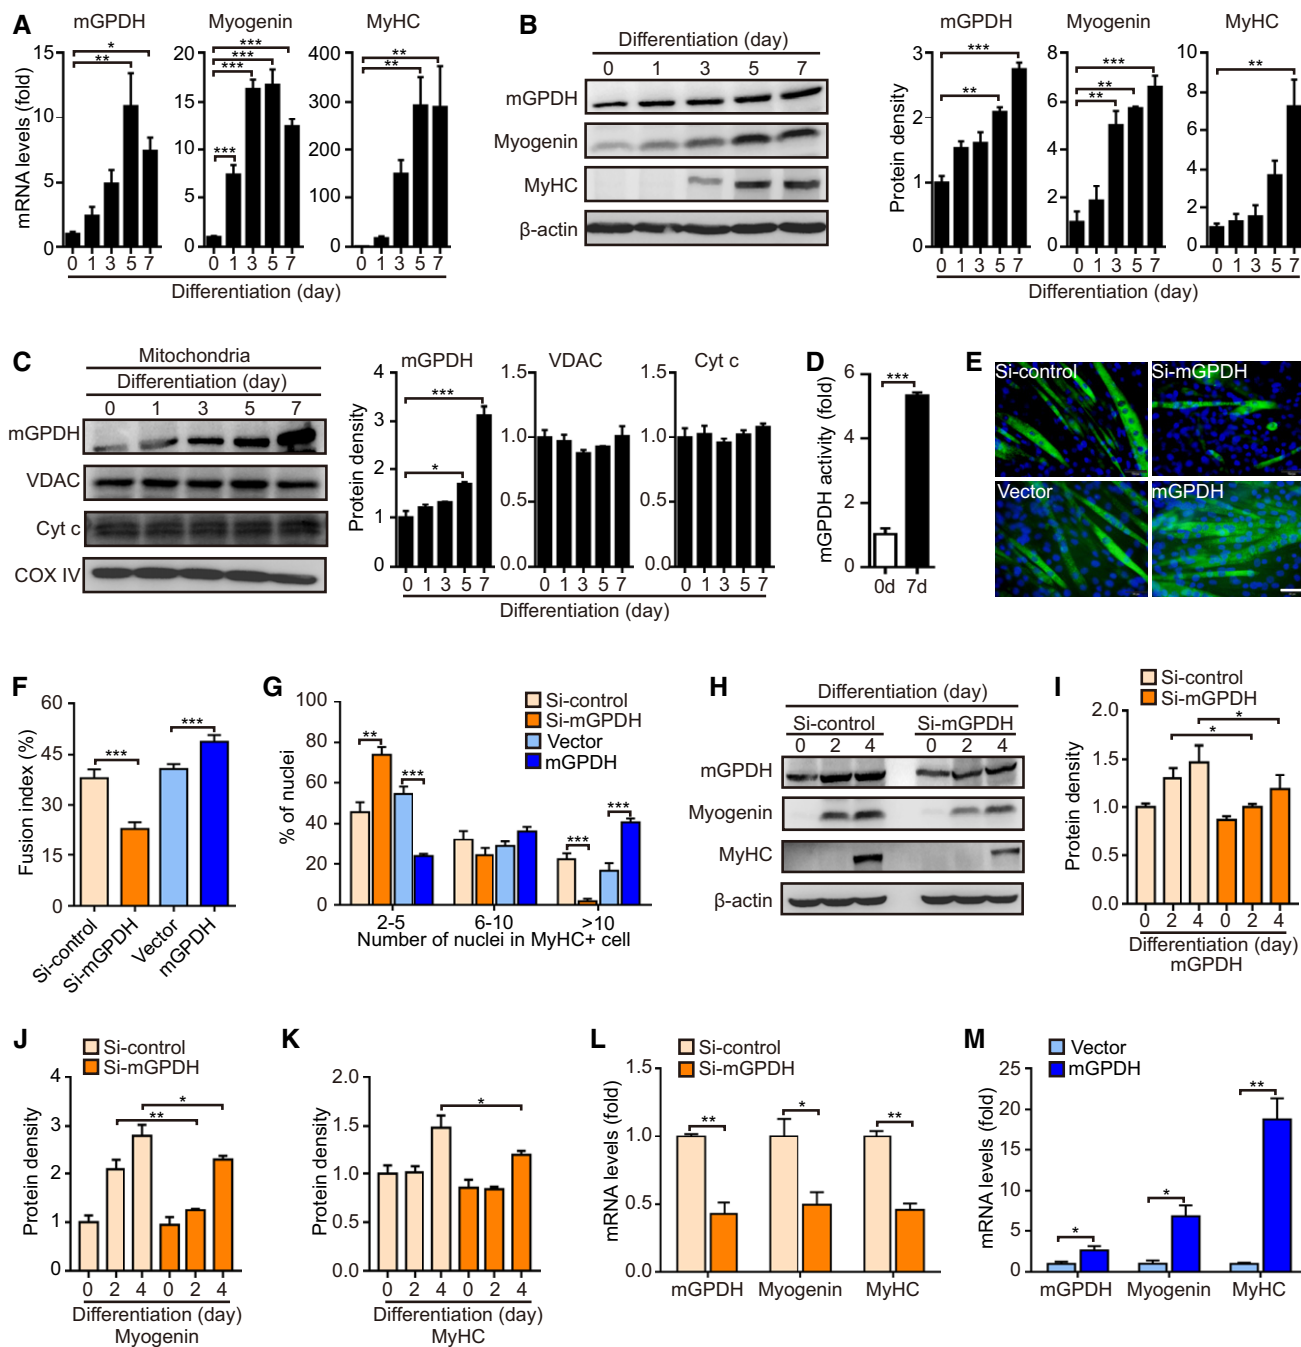 A
mGPDH
Myogenin
MyHC
mRNA levels (fold)
15
10
5
0
* **
20
15
10
5
0
*** *** *** ***
400
300
200
100
0
** **
0 1 3 5 7
0 1 3 5 7
0 1 3 5 7
Differentiation (day)
B
Differentiation (day)
0 1 3 5 7
mGPDH
Myogenin
MyHC
β-actin
mGPDH
Myogenin
MyHC
Protein density
3
2
1
0
*** **
8
6
4
2
0
*** ** **
10
8
6
4
2
0
**
0 1 3 5 7
0 1 3 5 7
0 1 3 5 7
Differentiation (day)
C
Mitochondria
Differentiation (day)
0 1 3 5 7
mGPDH
VDAC
Cyt c
COX IV
mGPDH
VDAC
Cyt c
Protein density
4
3
2
1
0
*** *
1.5
1.0
0.5
0.0
1.5
1.0
0.5
0.0
0 1 3 5 7
0 1 3 5 7
0 1 3 5 7
Differentiation (day)
D
mGPDH activity (fold)
6
4
2
0
***
0d 7d
E
Si-control
Si-mGPDH
Vector
mGPDH
F
Fusion index (%)
60
45
30
15
0
*** ***
Si-control
Si-mGPDH
Vector
mGPDH
G
Si-control
Si-mGPDH
Vector
mGPDH
% of nuclei
100
80
60
40
20
0
** *** *** ***
2-5 6-10 >10
Number of nuclei in MyHC+ cell
H
Differentiation (day)
Si-control Si-mGPDH
0 2 4 0 2 4
mGPDH
Myogenin
MyHC
β-actin
I
Si-control
Si-mGPDH
Protein density
2.0
1.5
1.0
0.5
0.0
* *
0 2 4 0 2 4
Differentiation (day)
mGPDH
J
Si-control
Si-mGPDH
Protein density
4
3
2
1
0
* **
0 2 4 0 2 4
Differentiation (day)
Myogenin
K
Protein density
2.0
1.5
1.0
0.5
0.0
*
0 2 4 0 2 4
Differentiation (day)
MyHC
L
Si-control
Si-mGPDH
mRNA levels (fold)
1.5
1.0
0.5
0
** * **
mGPDH Myogenin MyHC
M
Vector
mGPDH
mRNA levels (fold)
25
20
15
10
5
0
* * **
mGPDH Myogenin MyHC